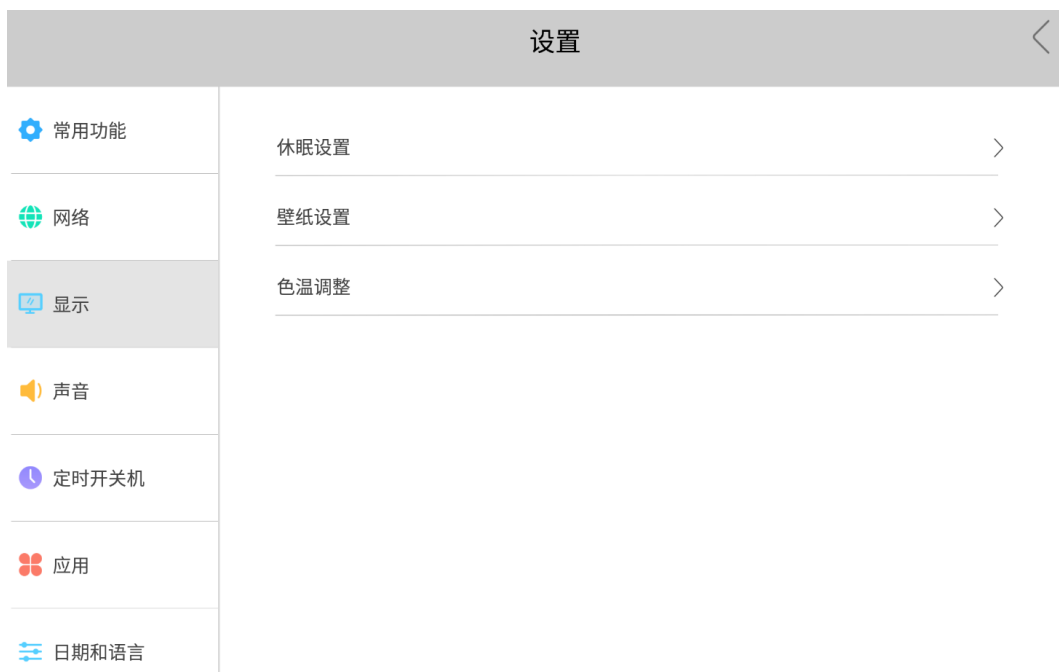 设置
常用功能
网络
显示
声音
定时开关机
应用
日期和语言
休眠设置
壁纸设置
色温调整